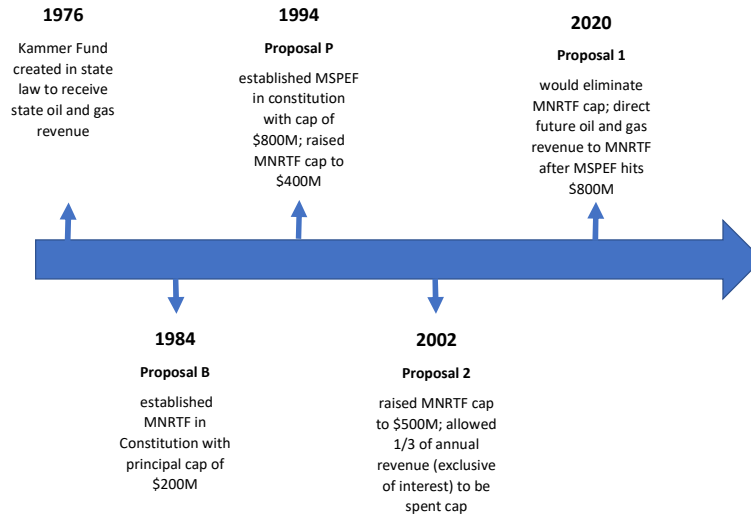 1976
Kammer Fund
created in state
law to receive
state oil and gas
revenue
1994
Proposal P
established MSPEF
in constitution
with cap of
$800M; raised
MNRTF cap to
$400M
2020
Proposal 1
would eliminate
MNRTF cap; direct
future oil and gas
revenue to MNRTF
after MSPEF hits
$800M
1984
Proposal B
established
MNRTF in
Constitution with
principal cap of
$200M
2002
Proposal 2
raised MNRTF cap
to $500M; allowed
1/3 of annual
revenue (exclusive
of interest) to be
spent cap